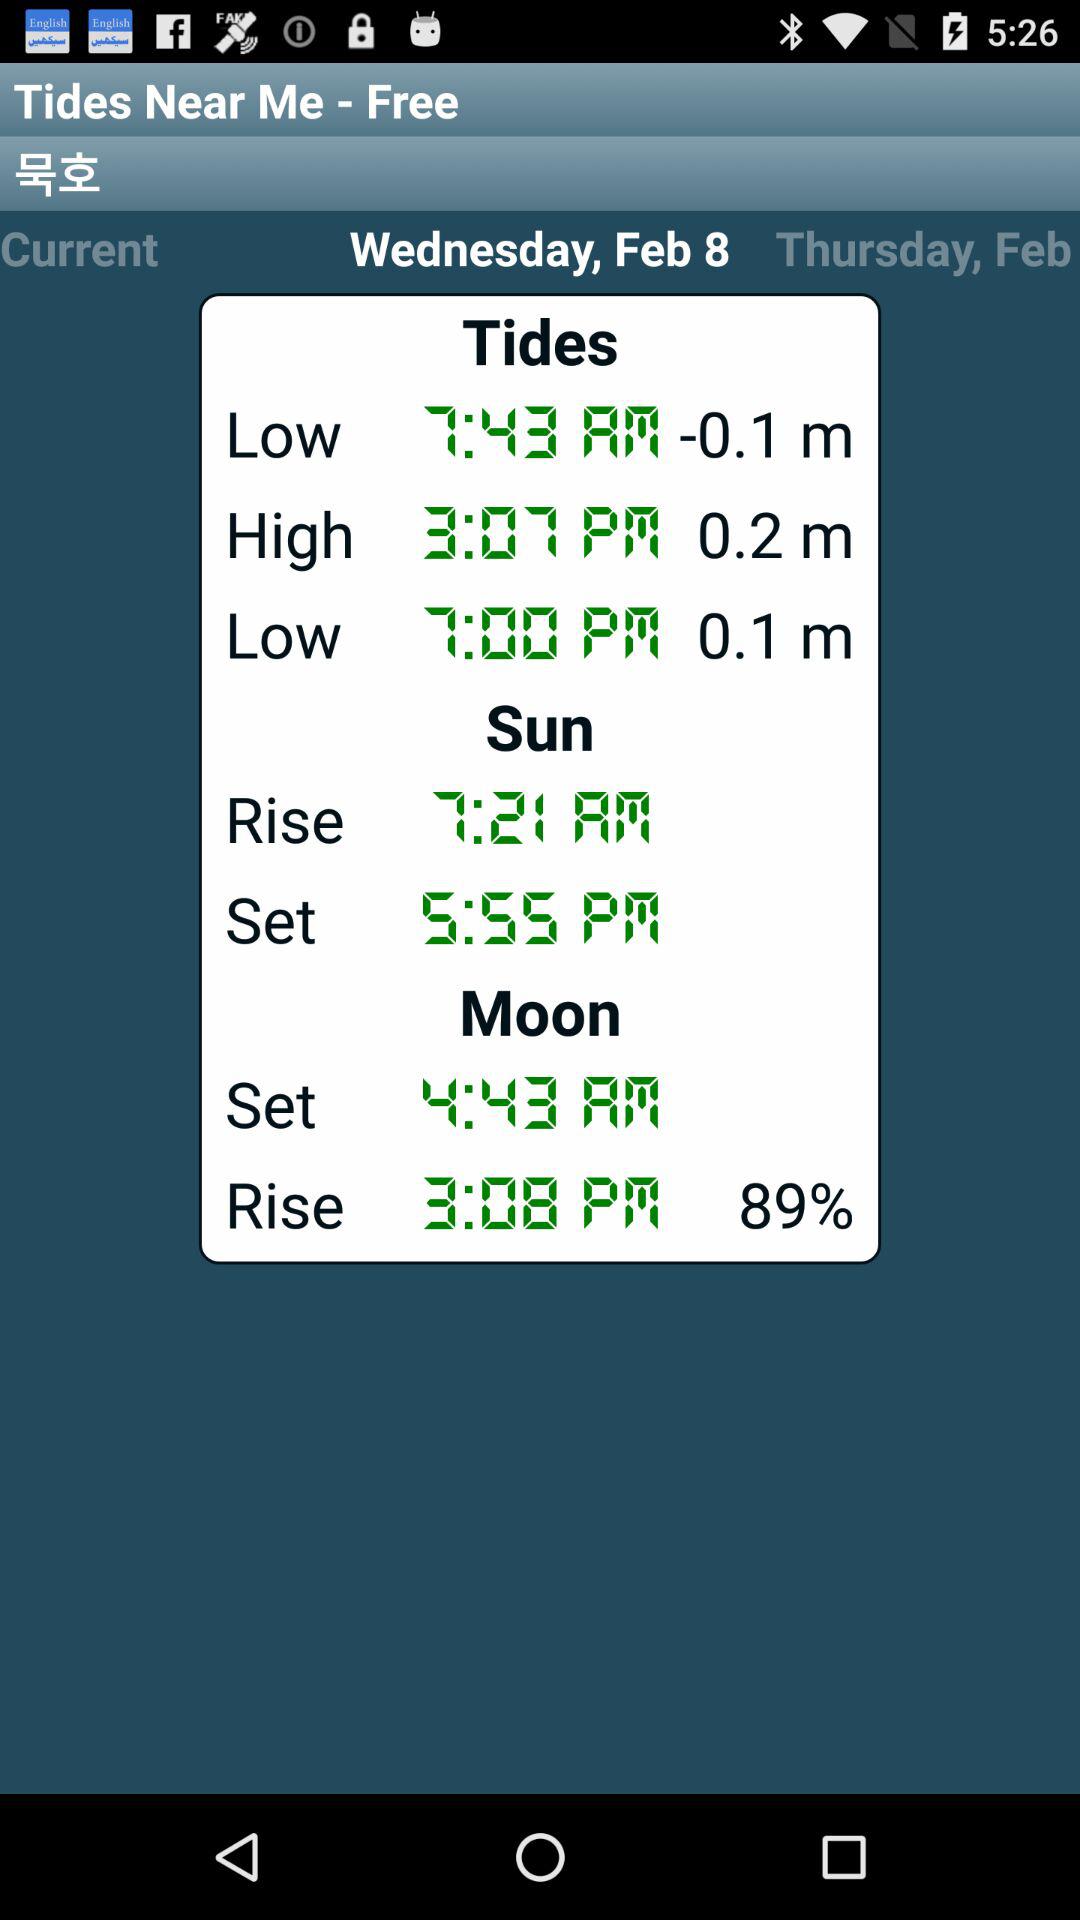 English
سیکھیں
English
سیکھیں
FAKE
5:26
Tides Near Me - Free
묵호
Current Wednesday, Feb 8 Thursday, Feb
Tides
Low 7:43 AM -0.1 m
High 3:07 PM 0.2 m
Low 7:00 PM 0.1 m
Sun
Rise 7:21 AM
Set 5:55 PM
Moon
Set 4:43 AM
Rise 3:08 PM 89%